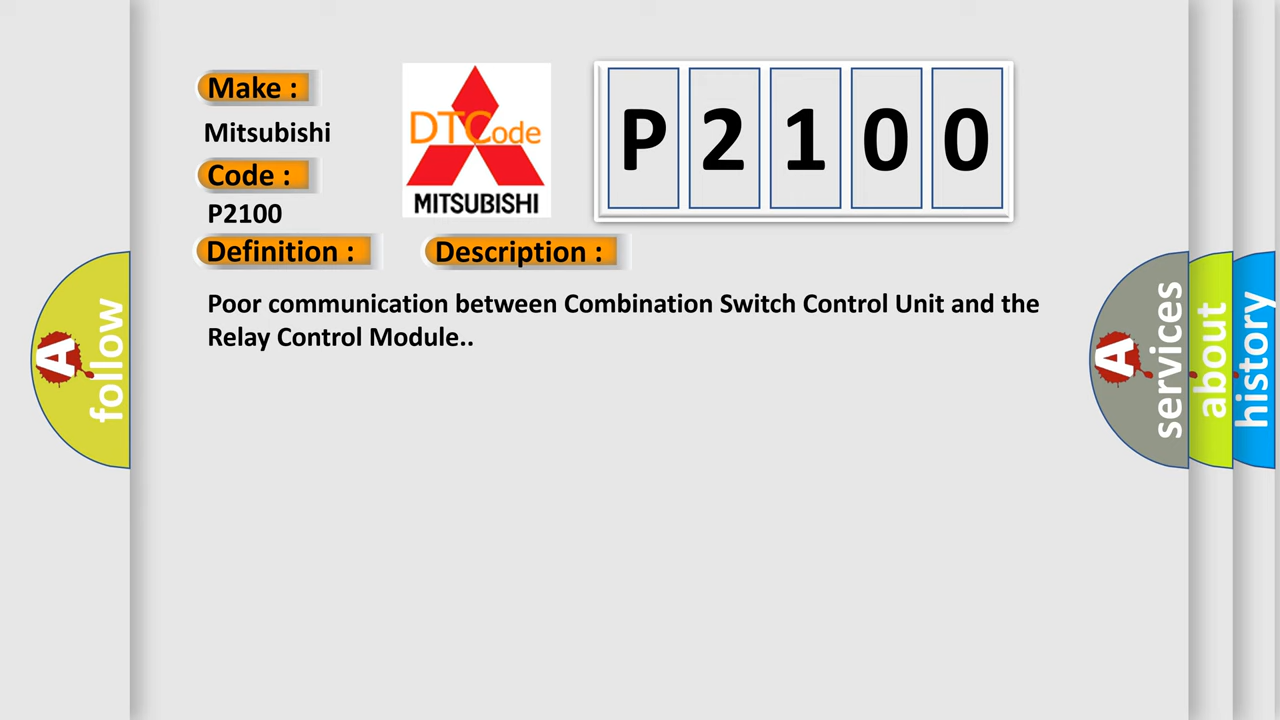 Make :
Mitsubishi
Code :
P2100
Definition :
Description :
Poor communication between Combination Switch Control Unit and the
Relay Control Module..
DTCode
MITSUBISHI
P 2 1 0 0
A follow
A services
about
history